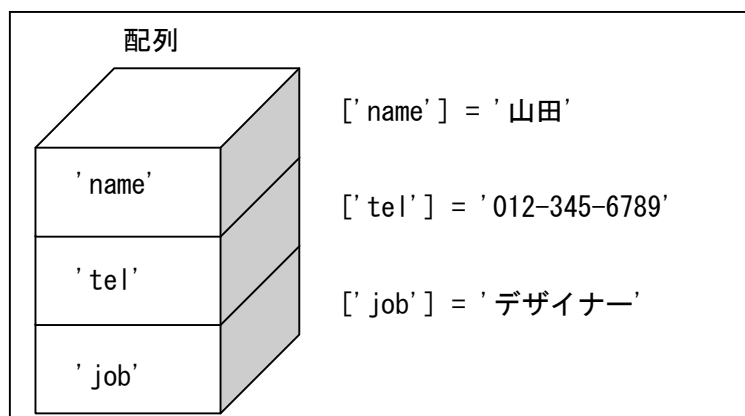 配列
['name'] = '山田'
'name'
['tel'] = '012-345-6789'
'tel'
['job'] = 'デザイナー'
'job'